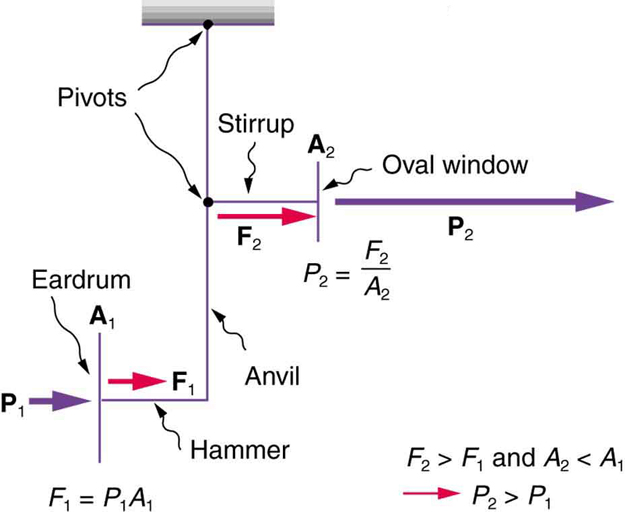 Pivots
Stirrup
A₂
Oval window
F₂
P₂
P₂ = F₂/A₂
Eardrum
A₁
F₁
Anvil
P₁
Hammer
F₂ > F₁ and A₂ < A₁
F₁ = P₁A₁
→ P₂ > P₁